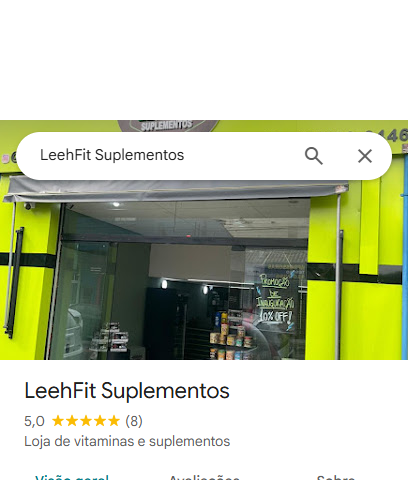 SUPLEMENTOS
LeehFit Suplementos
PROMOÇÃO
DE
INAUGURAÇÃO
10% OFF!
LeehFit Suplementos
5,0 (8)
Loja de vitaminas e suplementos
Visão geral Avaliações Sobre